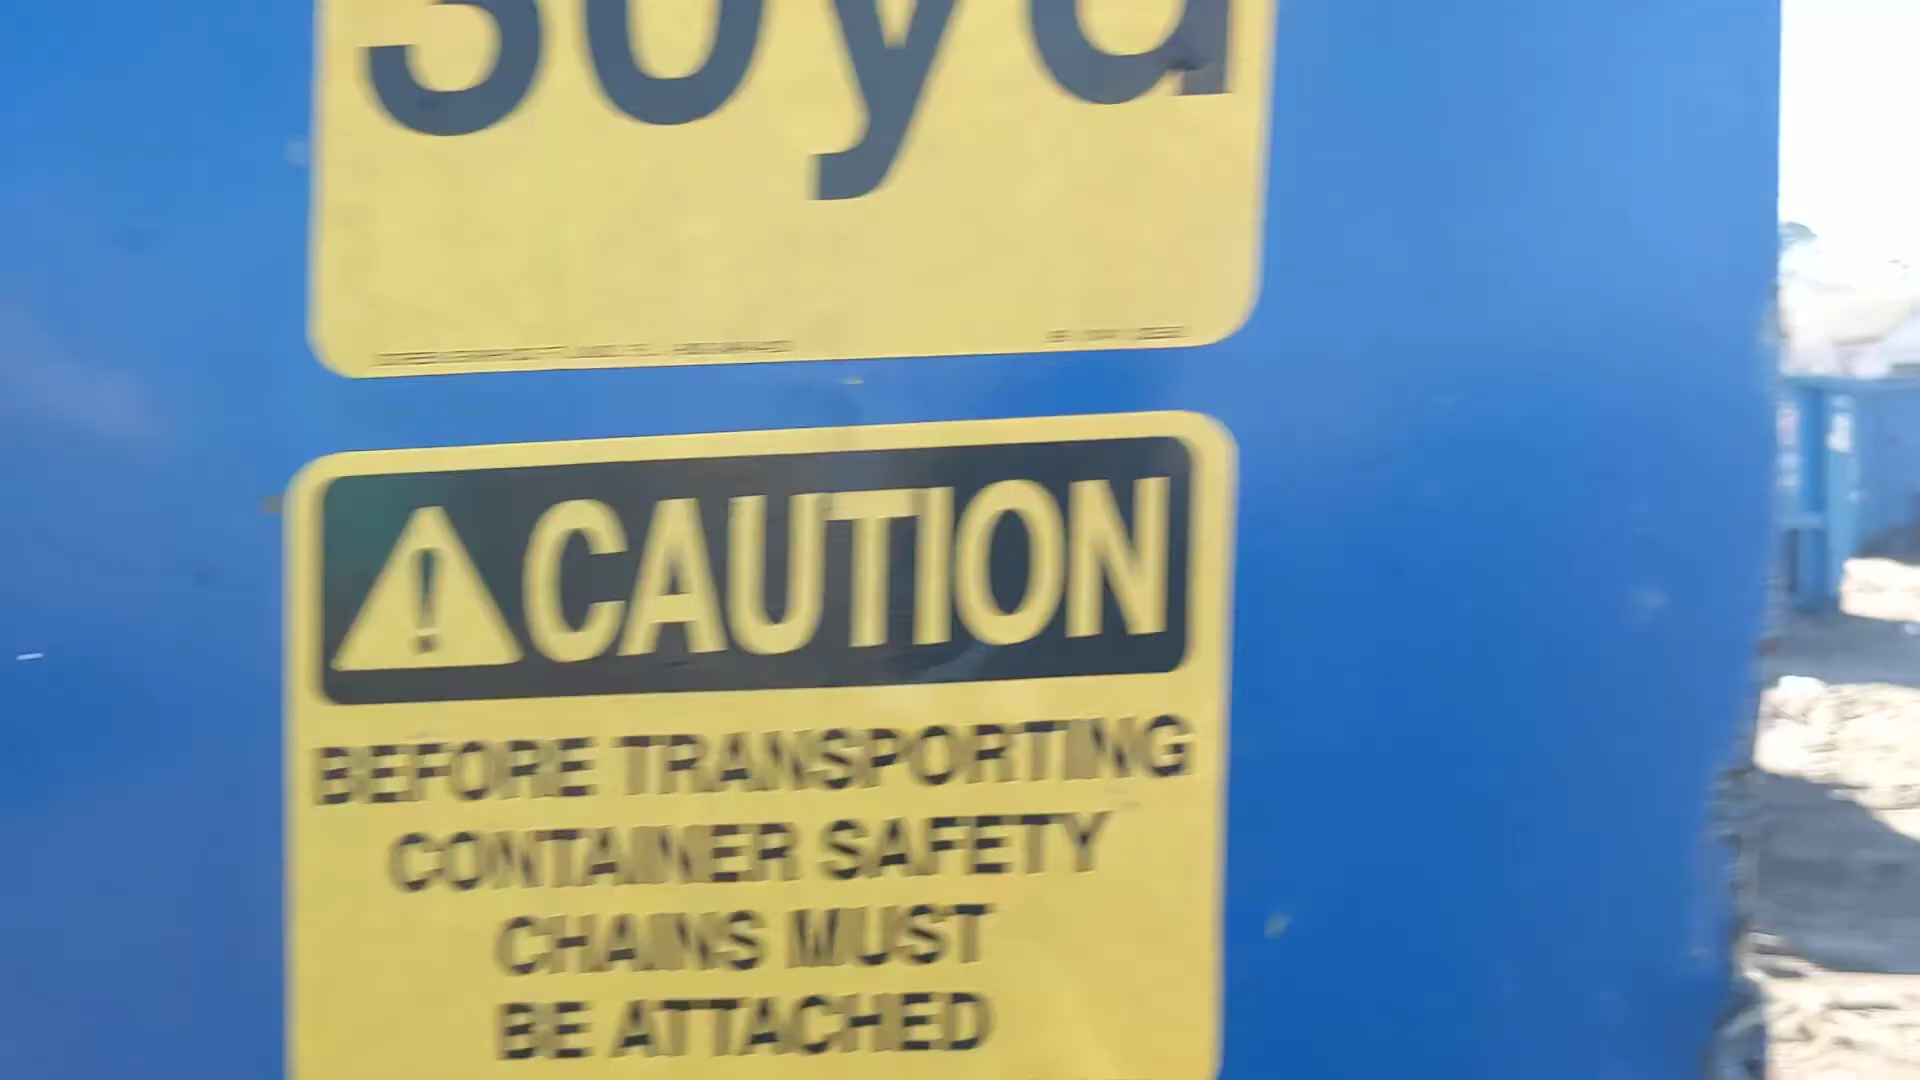 30yd
CAUTION
BEFORE TRANSPORTING
CONTAINER SAFETY
CHAINS MUST
BE ATTACHED